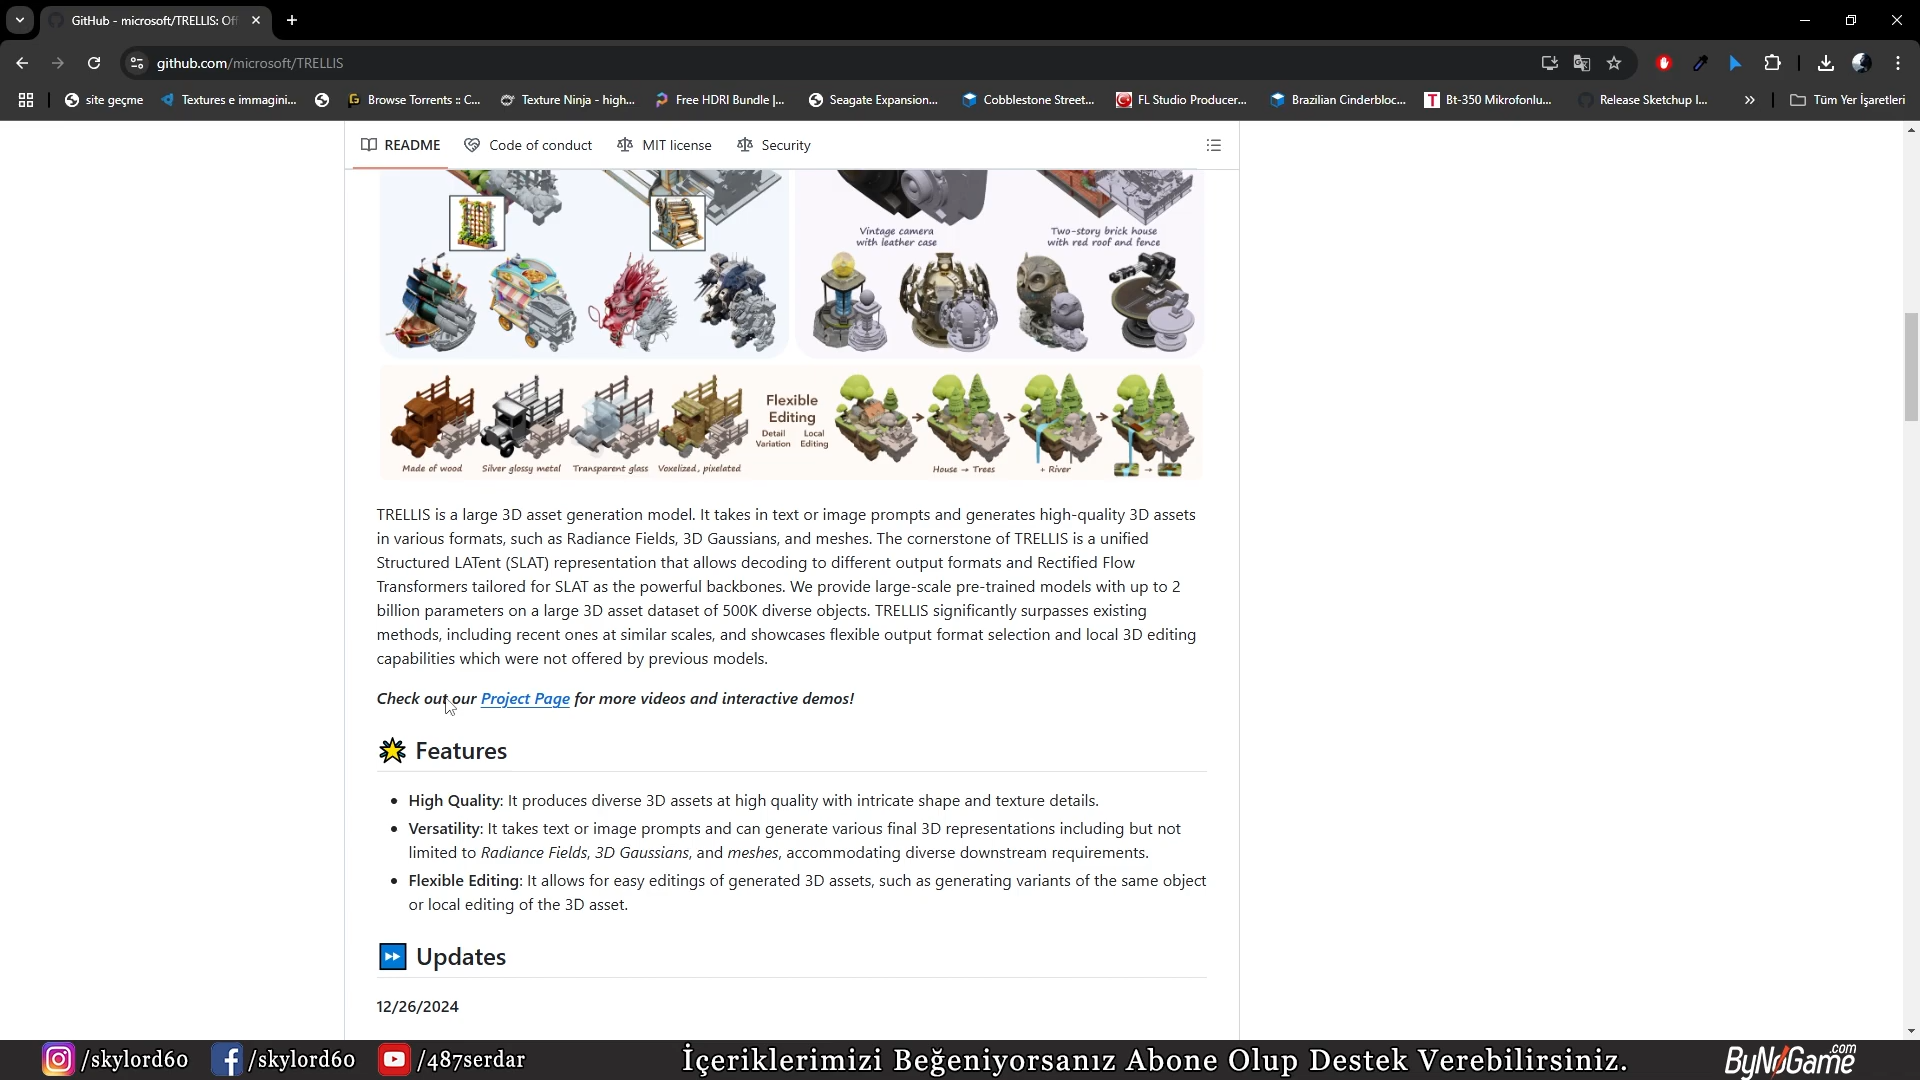 GitHub - microsoft/TRELLIS: Of
github.com/microsoft/TRELLIS
site geçme
Textures e immagini...
Browse Torrents :: C...
Texture Ninja - high...
Free HDRI Bundle |...
Seagate Expansion...
Cobblestone Street...
FL Studio Producer...
Brazilian Cinderbloc...
Bt-350 Mikrofonlu...
Release Sketchup I...
Tüm Yer İşaretleri
README
Code of conduct
MIT license
Security
Vintage camera
with leather case
Two-story brick house
with red roof and fence
Flexible
Editing
Detail
Variation
Local
Editing
Made of wood
Silver glossy metal
Transparent glass
Voxelized, pixelated
House → Trees
+ River
TRELLIS is a large 3D asset generation model. It takes in text or image prompts and generates high-quality 3D assets
in various formats, such as Radiance Fields, 3D Gaussians, and meshes. The cornerstone of TRELLIS is a unified
Structured LATent (SLAT) representation that allows decoding to different output formats and Rectified Flow
Transformers tailored for SLAT as the powerful backbones. We provide large-scale pre-trained models with up to 2
billion parameters on a large 3D asset dataset of 500K diverse objects. TRELLIS significantly surpasses existing
methods, including recent ones at similar scales, and showcases flexible output format selection and local 3D editing
capabilities which were not offered by previous models.
Check out our Project Page for more videos and interactive demos!
Features
• High Quality: It produces diverse 3D assets at high quality with intricate shape and texture details.
• Versatility: It takes text or image prompts and can generate various final 3D representations including but not
limited to Radiance Fields, 3D Gaussians, and meshes, accommodating diverse downstream requirements.
• Flexible Editing: It allows for easy editings of generated 3D assets, such as generating variants of the same object
or local editing of the 3D asset.
Updates
12/26/2024
/skylord60
/skylord60
/487serdar
İçeriklerimizi Beğeniyorsanız Abone Olup Destek Verebilirsiniz.
ByNoGame.com